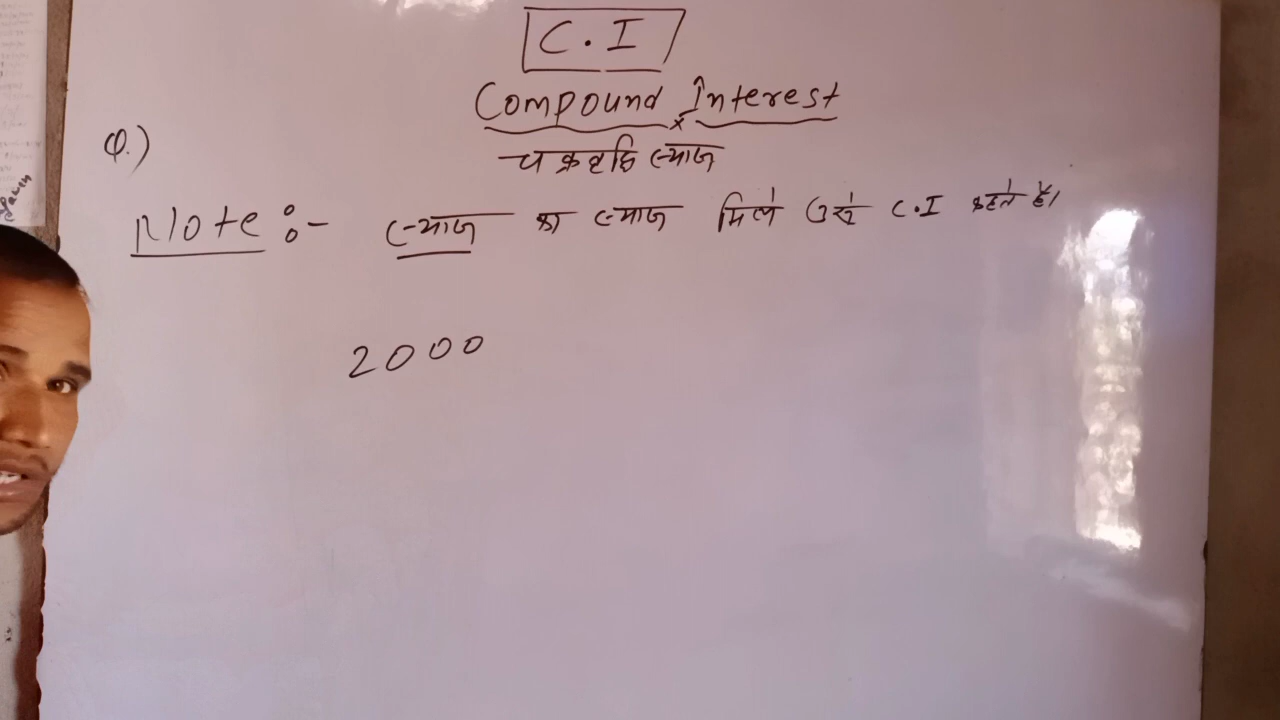 C.I
Compound Interest
Q.)
चक्रवृद्धि ब्याज
Note :- ब्याज का ब्याज मिले उसे C.I कहते है।
2000